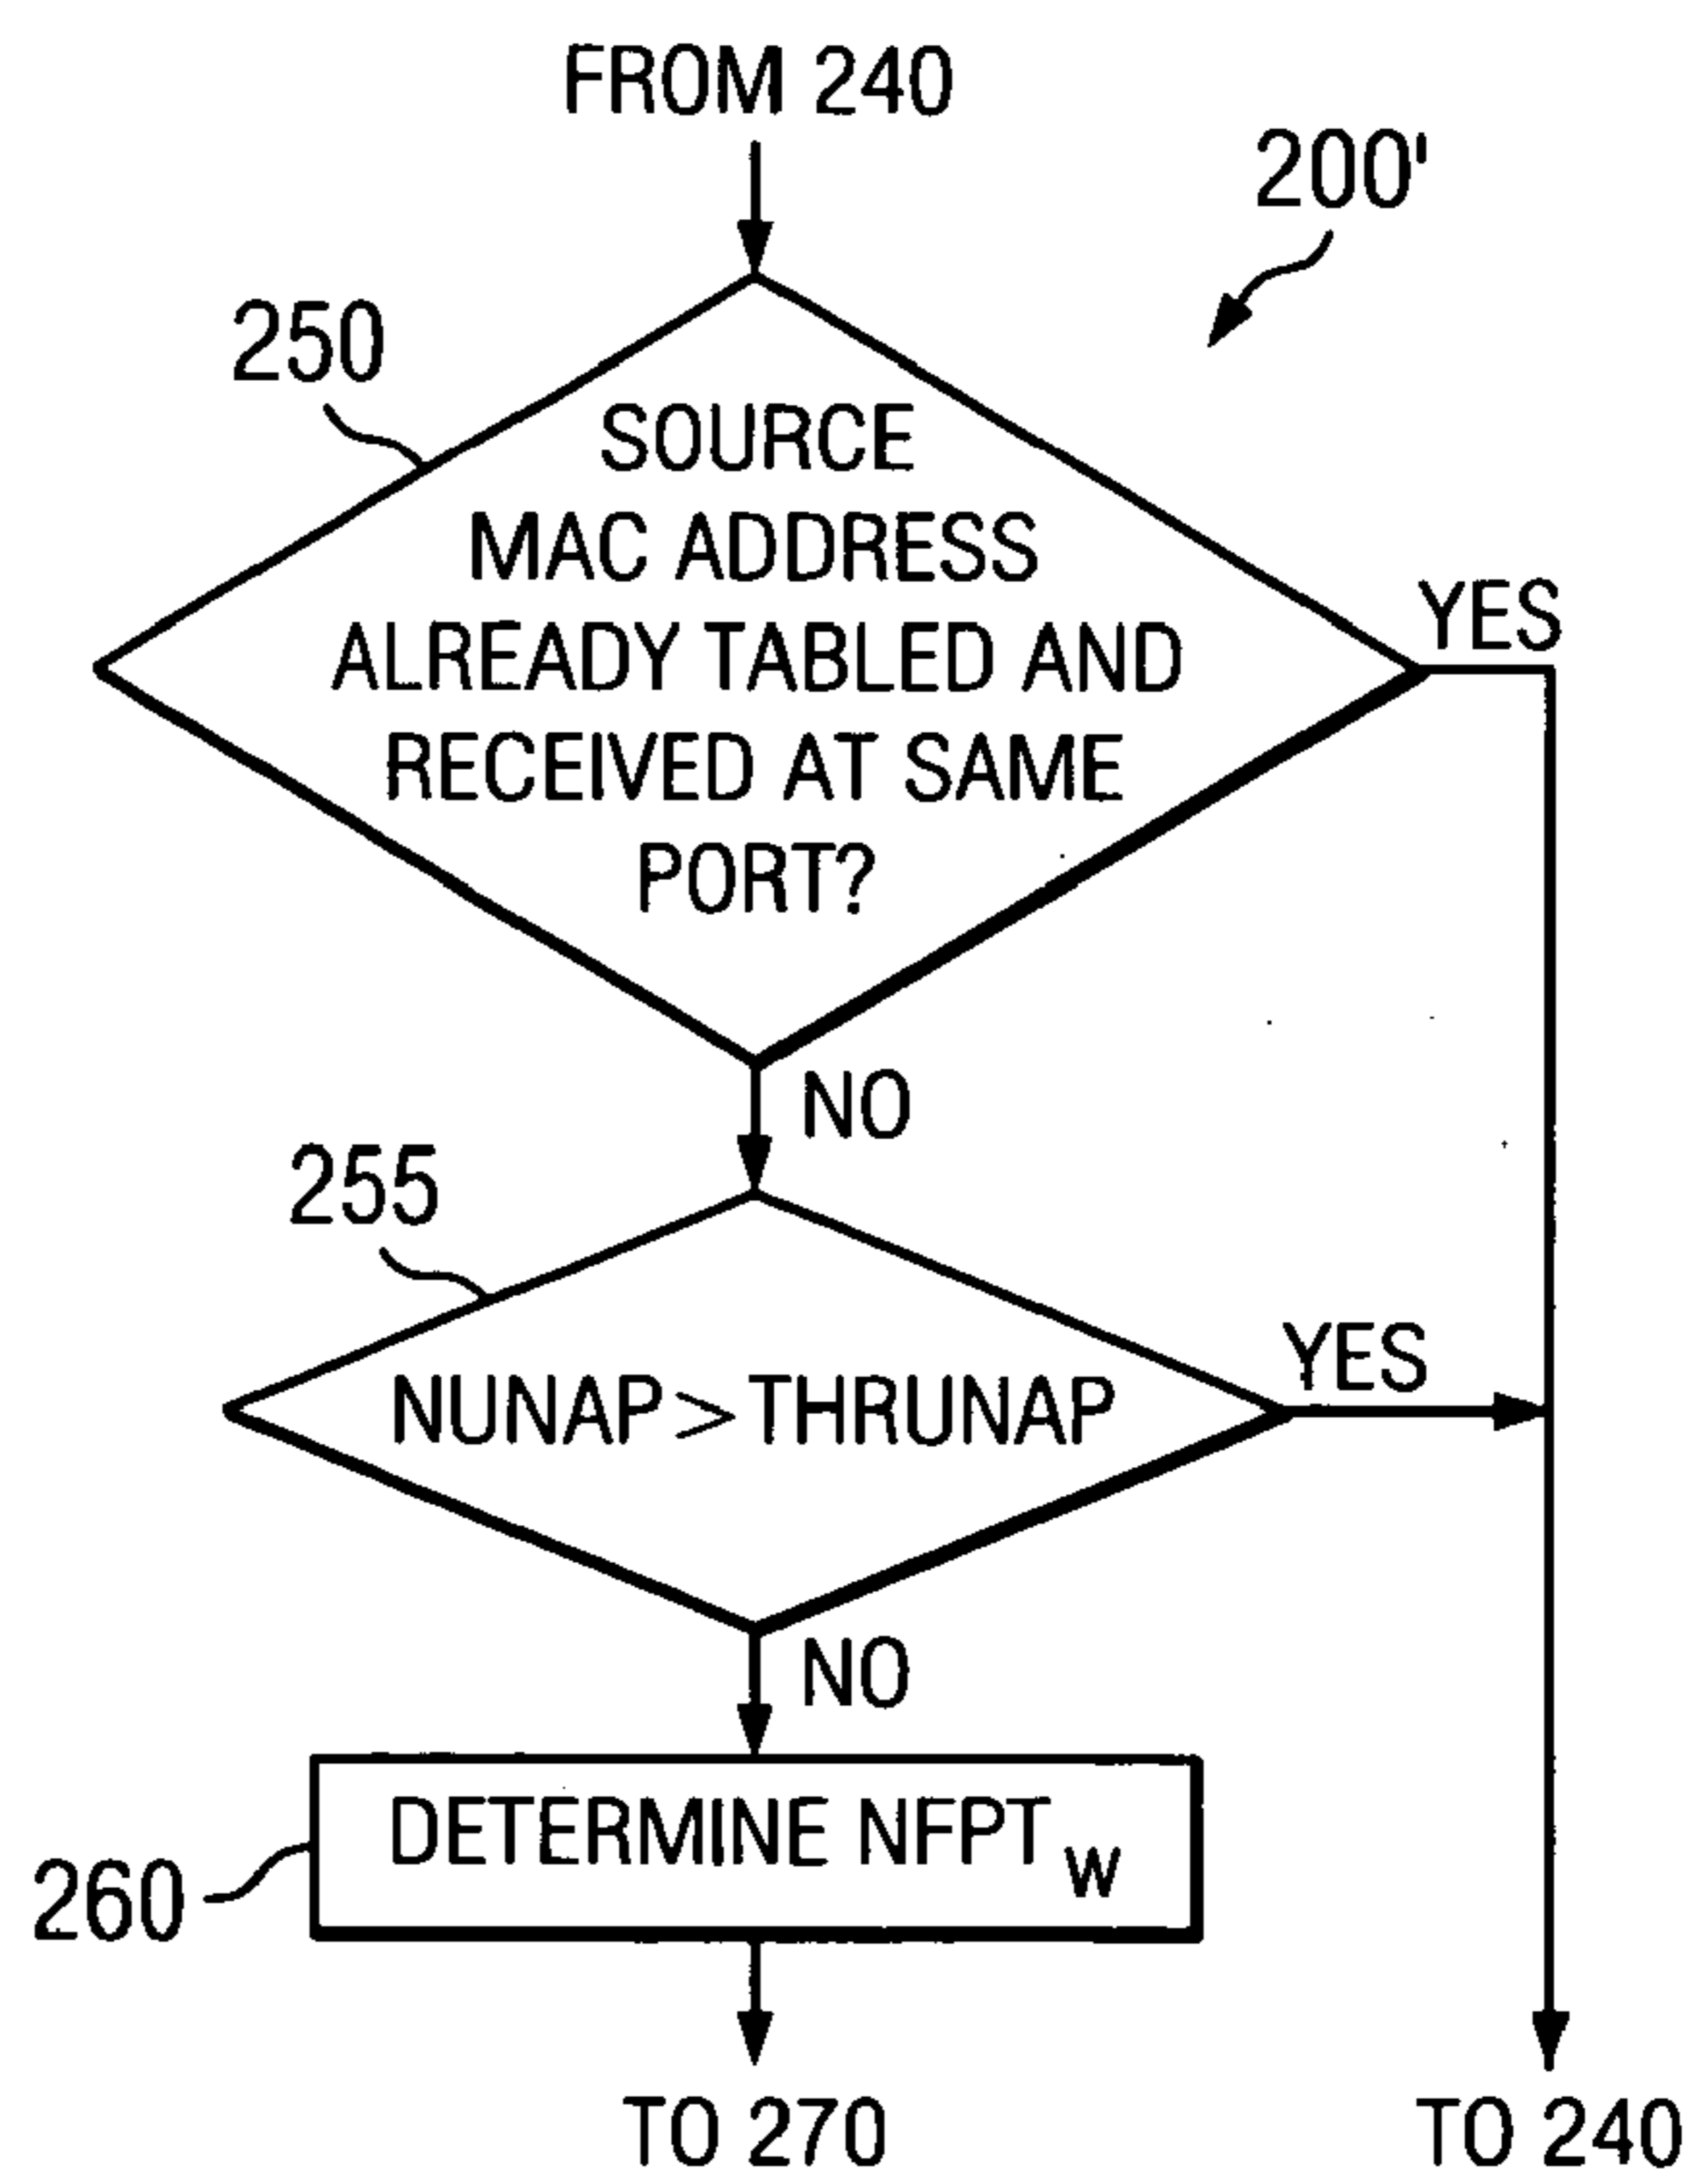 FROM 240
200'
250
SOURCE
MAC ADDRESS
ALREADY TABLED AND
RECEIVED AT SAME
PORT?
YES
NO
255
NUNAP>THRUNAP
YES
NO
DETERMINE NFPT W
260
TO 270
TO 240